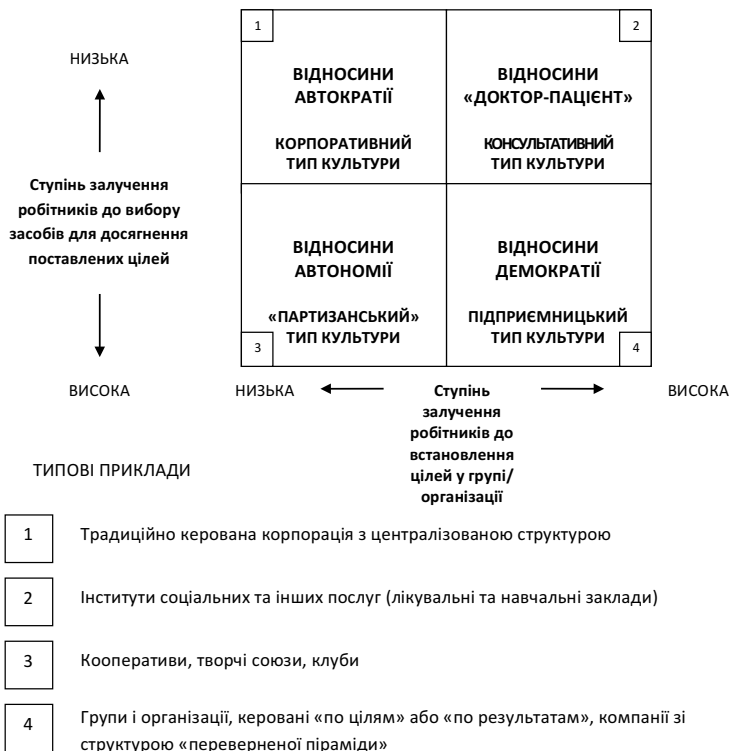 1
2
НИЗЬКА
ВІДНОСИНИ
АВТОКРАТІЇ
КОРПОРАТИВНИЙ
ТИП КУЛЬТУРИ
ВІДНОСИНИ
«ДОКТОР-ПАЦІЄНТ»
КОНСУЛЬТАТИВНИЙ
ТИП КУЛЬТУРИ
Ступінь залучення
робітників до вибору
засобів для досягнення
поставлених цілей
ВІДНОСИНИ
АВТОНОМІЇ
«ПАРТИЗАНСЬКИЙ»
ТИП КУЛЬТУРИ
3
ВІДНОСИНИ
ДЕМОКРАТІЇ
ПІДПРИЄМНИЦЬКИЙ
ТИП КУЛЬТУРИ
4
ВИСОКА
НИЗЬКА
Ступінь
залучення
робітників до
встановлення
цілей у групі/
організації
ВИСОКА
ТИПОВІ ПРИКЛАДИ
1 Традиційно керована корпорація з централізованою структурою
2 Інститути соціальних та інших послуг (лікувальні та навчальні заклади)
3 Кооперативи, творчі союзи, клуби
4 Групи і організації, керовані «по цілям» або «по результатам», компанії зі
структурою «переверненої піраміди»